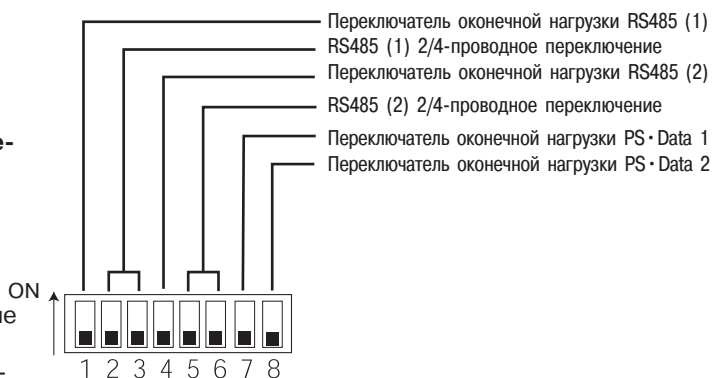 Переключатель оконечной нагрузки RS485 (1)
RS485 (1) 2/4-проводное переключение
Переключатель оконечной нагрузки RS485 (2)
RS485 (2) 2/4-проводное переключение
Переключатель оконечной нагрузки PS・Data 1
Переключатель оконечной нагрузки PS・Data 2
ON
1 2 3 4 5 6 7 8